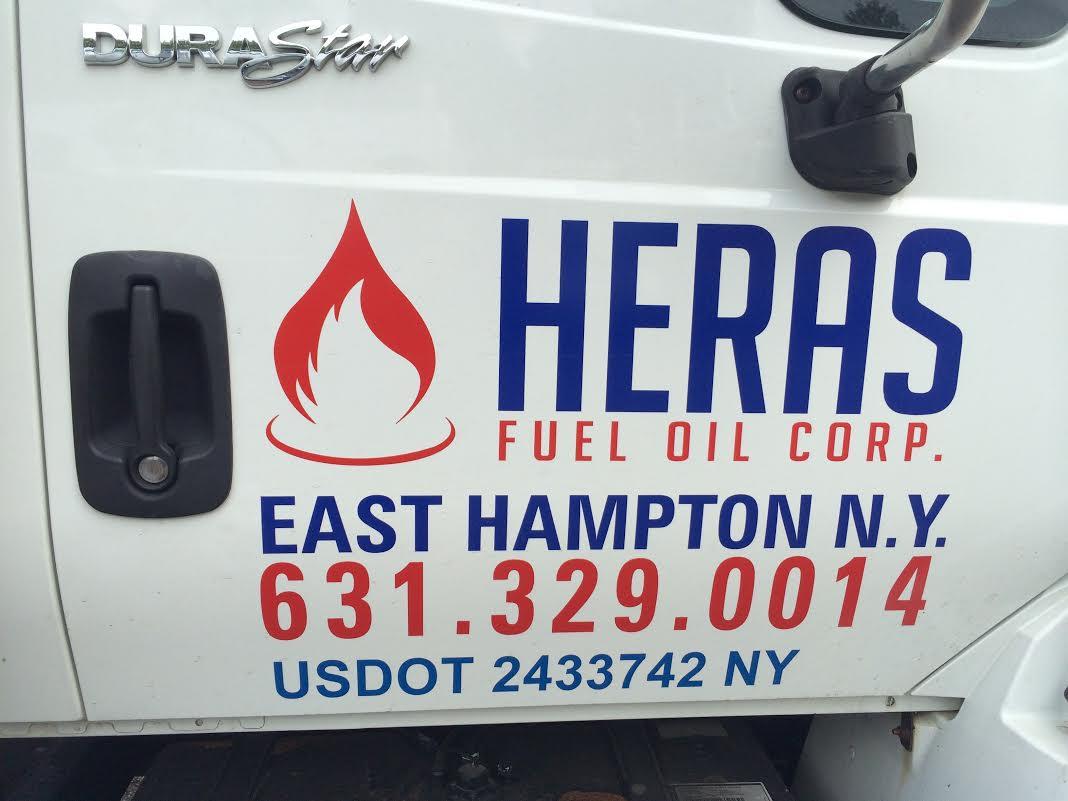 DURAStar
HERAS
FUEL OIL CORP.
EAST HAMPTON N.Y.
631.329.0014
USDOT 2433742 NY